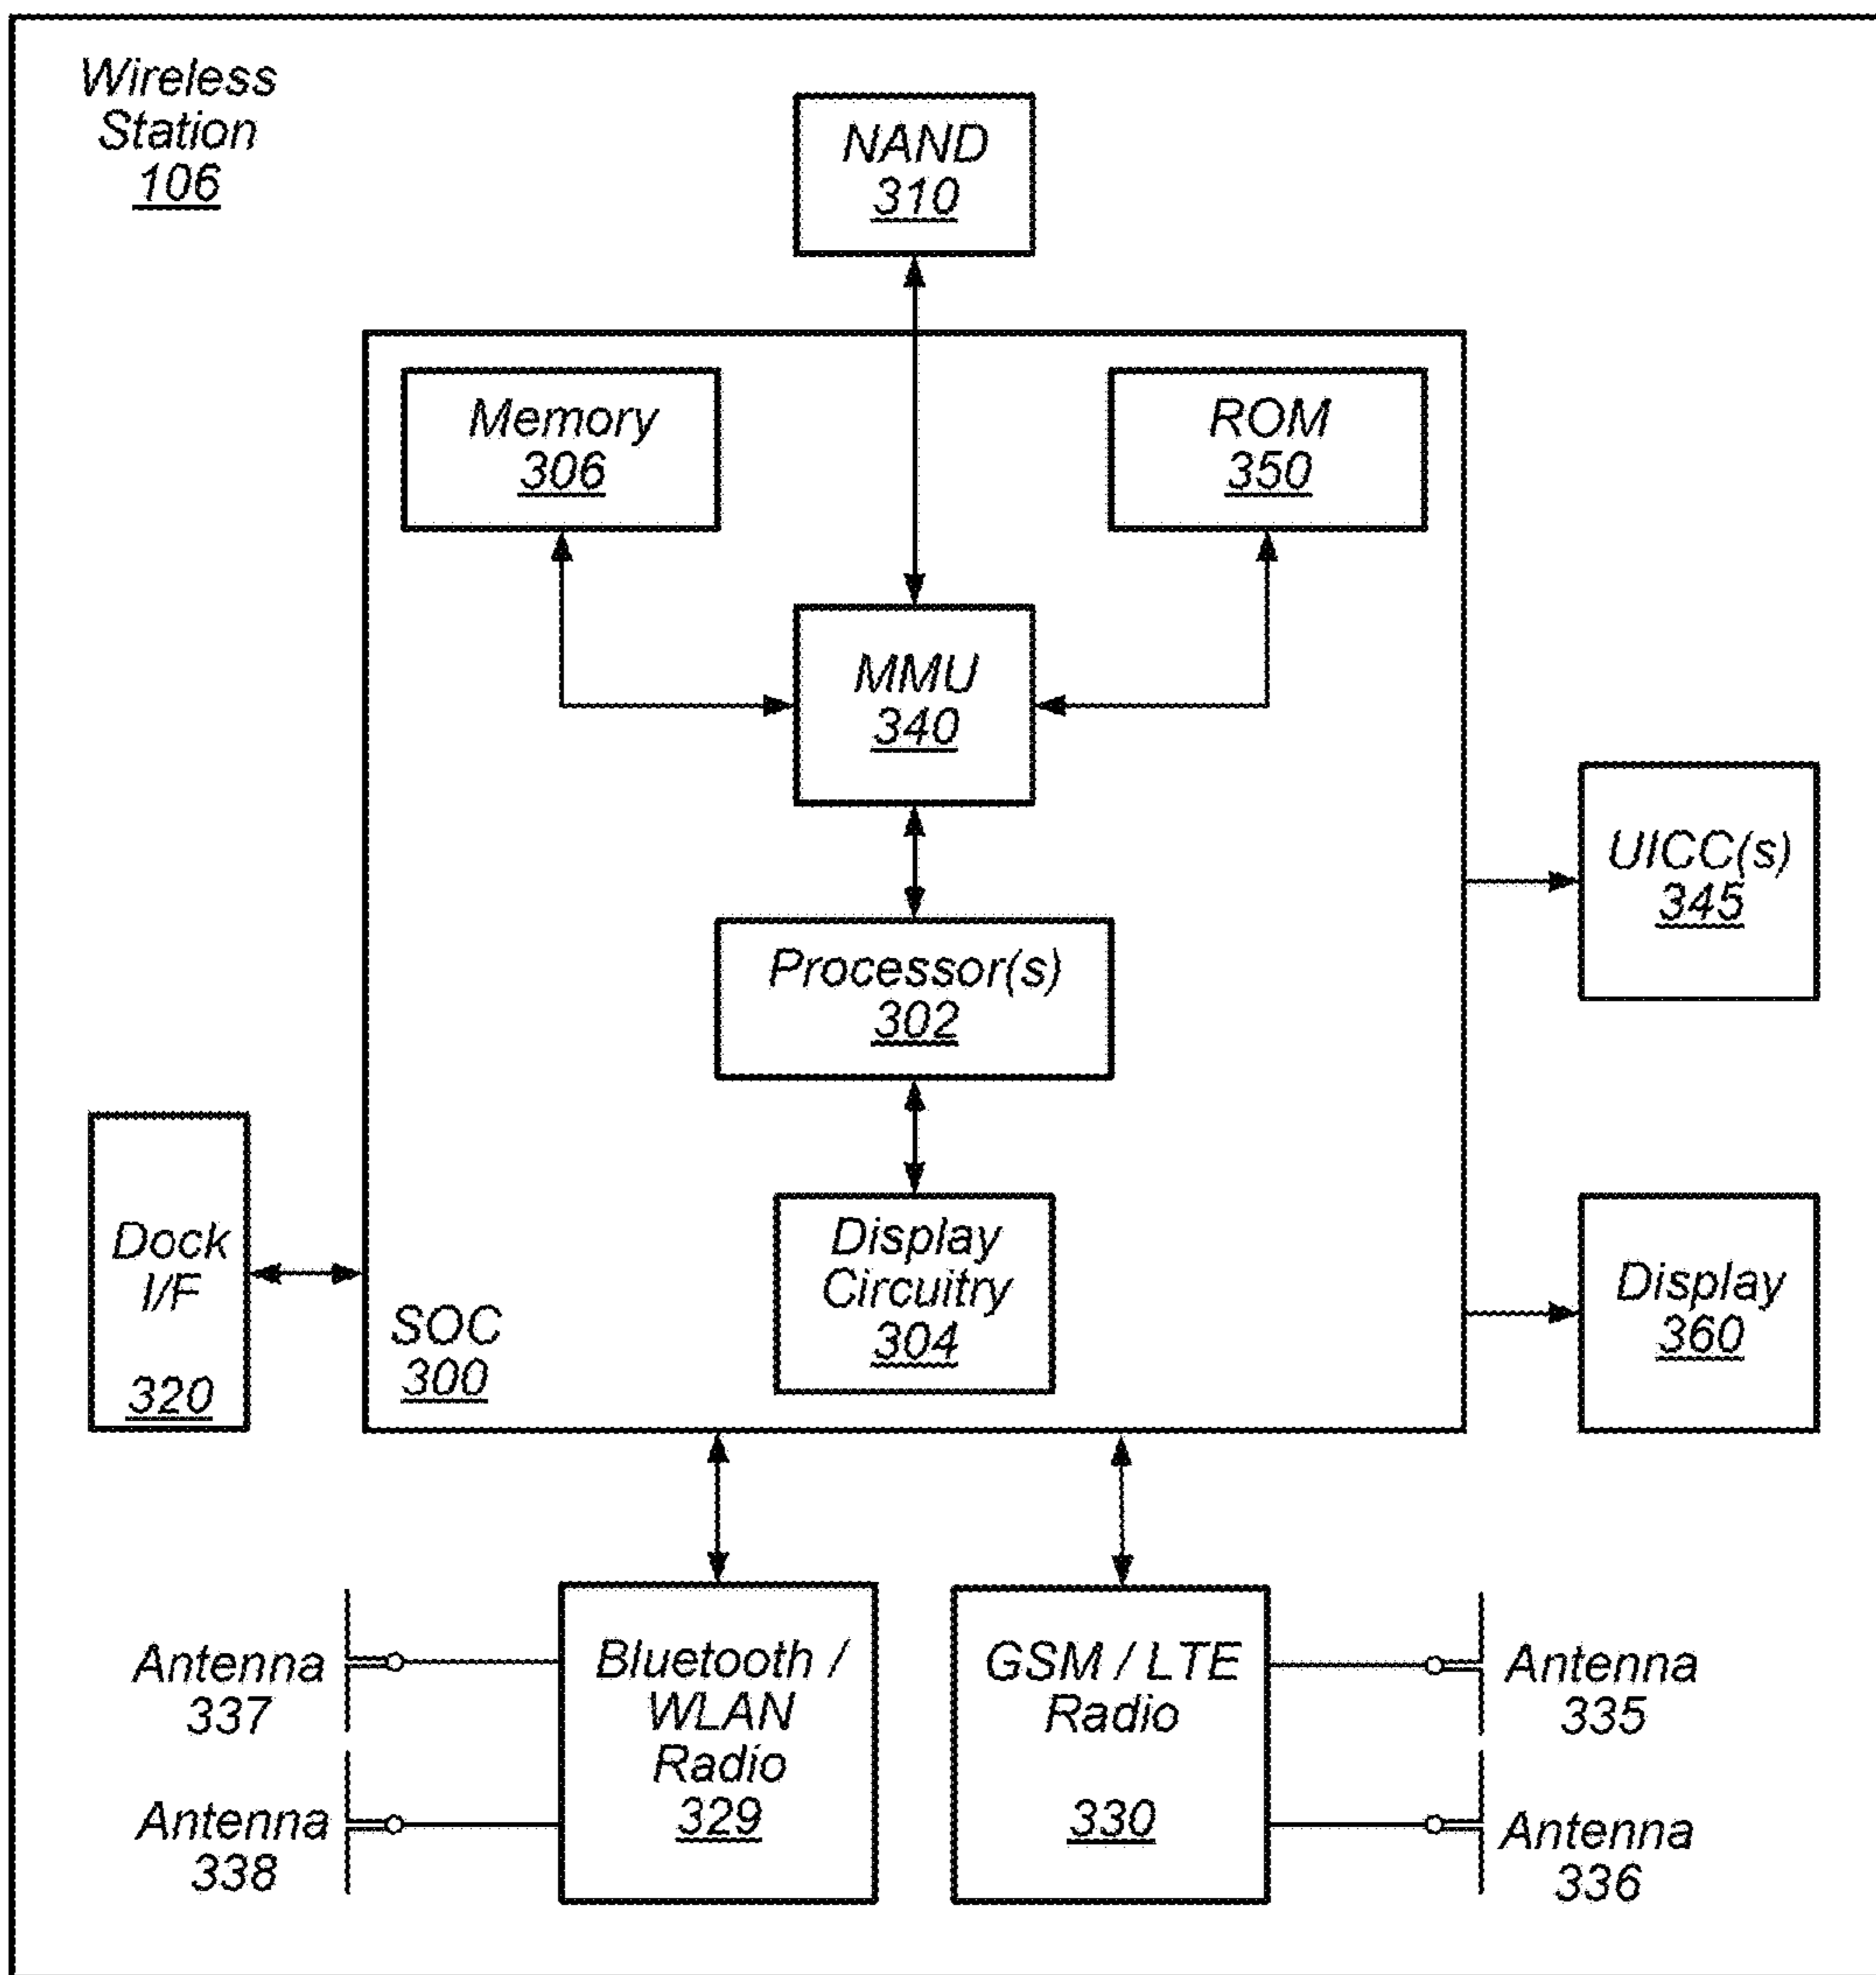 Wireless
Station
106
NAND
310
Memory
306
ROM
350
MMU
340
UICC(s)
345
Processor(s)
302
Dock
I/F
320
Display
Circuitry
304
SOC
300
Display
360
Antenna
337
Bluetooth /
WLAN
Radio
329
GSM / LTE
Radio
330
Antenna
335
Antenna
338
Antenna
336